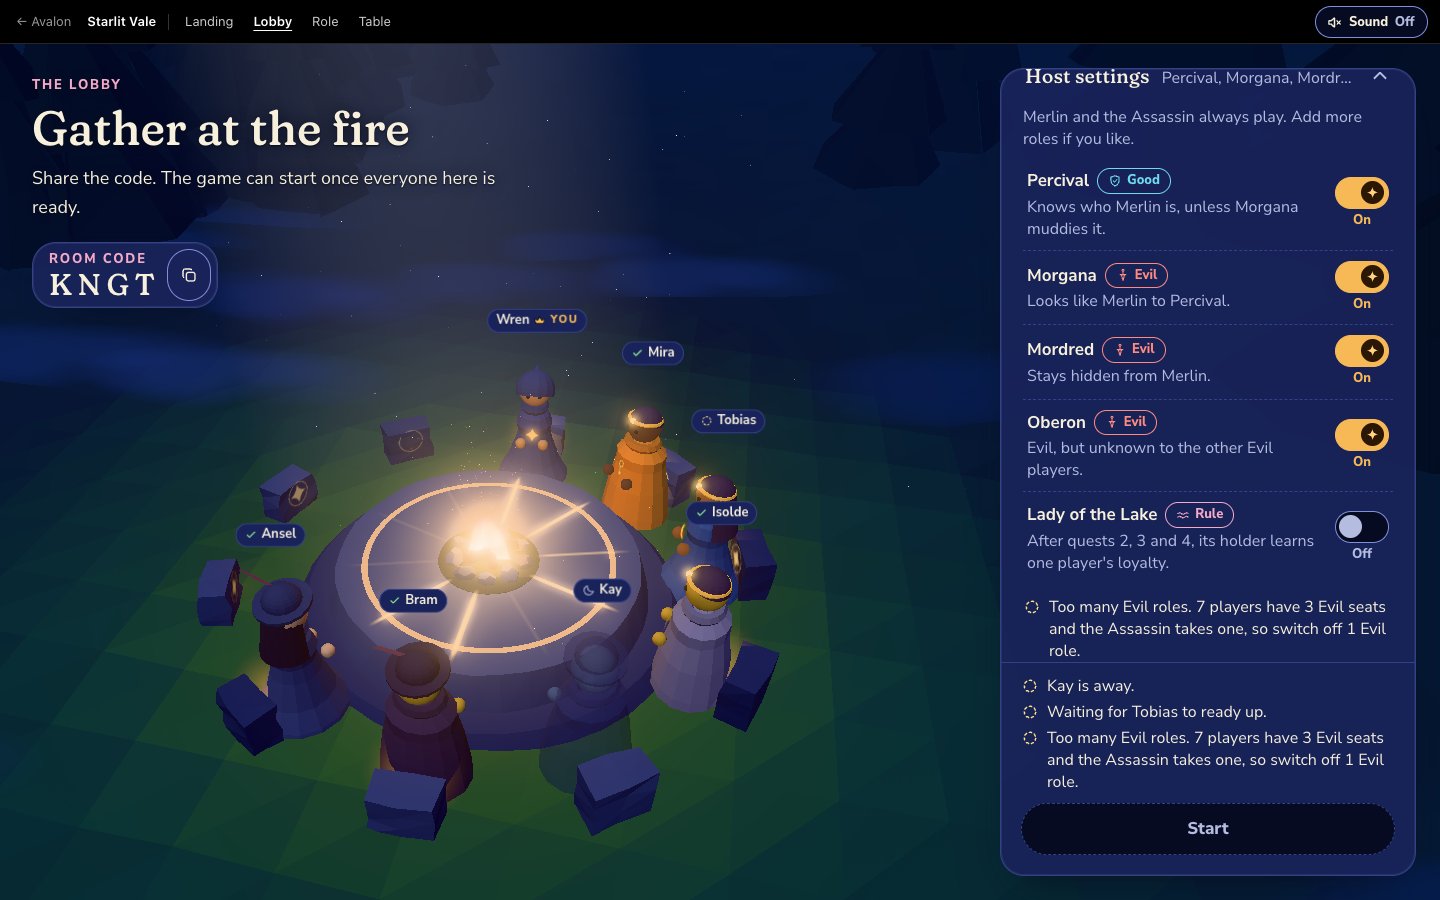 ← Avalon
Starlit Vale
Landing
Lobby
Role
Table
Sound Off
THE LOBBY
Gather at the fire
Share the code. The game can start once everyone here is
ready.
ROOM CODE
KNGT
Wren YOU
Mira
Tobias
Isolde
Ansel
Kay
Bram
Host settings Percival, Morgana, Mordr...
Merlin and the Assassin always play. Add more
roles if you like.
Percival Good
Knows who Merlin is, unless Morgana
muddies it.
On
Morgana Evil
Looks like Merlin to Percival.
On
Mordred Evil
Stays hidden from Merlin.
On
Oberon Evil
Evil, but unknown to the other Evil
players.
On
Lady of the Lake Rule
After quests 2, 3 and 4, its holder learns
one player's loyalty.
Off
Too many Evil roles. 7 players have 3 Evil seats
and the Assassin takes one, so switch off 1 Evil
role.
Kay is away.
Waiting for Tobias to ready up.
Too many Evil roles. 7 players have 3 Evil seats
and the Assassin takes one, so switch off 1 Evil
role.
Start